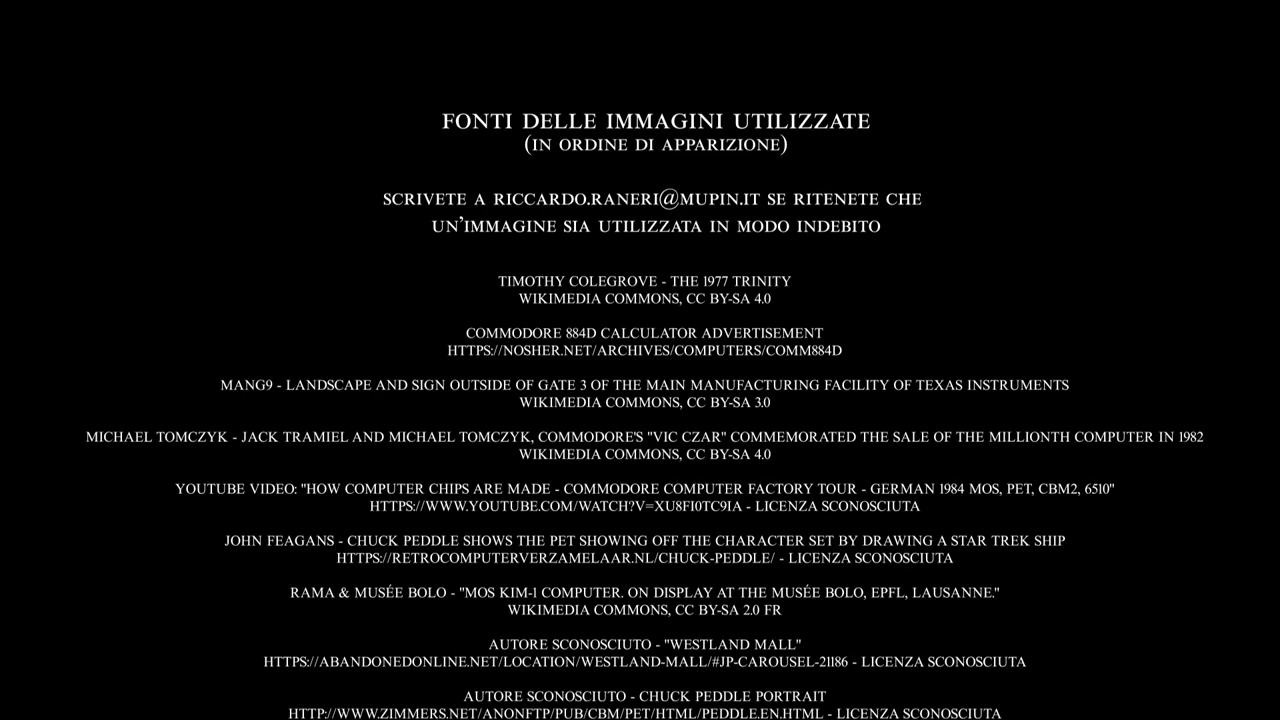 FONTI DELLE IMMAGINI UTILIZZATE
(IN ORDINE DI APPARIZIONE)
SCRIVETE A RICCARDO.RANERI@MUPIN.IT SE RITENETE CHE
UN'IMMAGINE SIA UTILIZZATA IN MODO INDEBITO
TIMOTHY COLEGROVE - THE 1977 TRINITY
WIKIMEDIA COMMONS, CC BY-SA 4.0
COMMODORE 884D CALCULATOR ADVERTISEMENT
HTTPS://NOSHER.NET/ARCHIVES/COMPUTERS/COMM884D
MANG9 - LANDSCAPE AND SIGN OUTSIDE OF GATE 3 OF THE MAIN MANUFACTURING FACILITY OF TEXAS INSTRUMENTS
WIKIMEDIA COMMONS, CC BY-SA 3.0
MICHAEL TOMCZYK - JACK TRAMIEL AND MICHAEL TOMCZYK, COMMODORE'S "VIC CZAR" COMMEMORATED THE SALE OF THE MILLIONTH COMPUTER IN 1982
WIKIMEDIA COMMONS, CC BY-SA 4.0
YOUTUBE VIDEO: "HOW COMPUTER CHIPS ARE MADE - COMMODORE COMPUTER FACTORY TOUR - GERMAN 1984 MOS, PET, CBM2, 6510"
HTTPS://WWW.YOUTUBE.COM/WATCH?V=XU8FI0TC9IA - LICENZA SCONOSCIUTA
JOHN FEAGANS - CHUCK PEDDLE SHOWS THE PET SHOWING OFF THE CHARACTER SET BY DRAWING A STAR TREK SHIP
HTTPS://RETROCOMPUTERVERZAMELAAR.NL/CHUCK-PEDDLE/ - LICENZA SCONOSCIUTA
RAMA & MUSÉE BOLO - "MOS KIM-1 COMPUTER. ON DISPLAY AT THE MUSÉE BOLO, EPFL, LAUSANNE."
WIKIMEDIA COMMONS, CC BY-SA 2.0 FR
AUTORE SCONOSCIUTO - "WESTLAND MALL"
HTTPS://ABANDONEDONLINE.NET/LOCATION/WESTLAND-MALL/#JP-CAROUSEL-21186 - LICENZA SCONOSCIUTA
AUTORE SCONOSCIUTO - CHUCK PEDDLE PORTRAIT
HTTP://WWW.ZIMMERS.NET/ANONFTP/PUB/CBM/PET/HTML/PEDDLE.EN.HTML - LICENZA SCONOSCIUTA